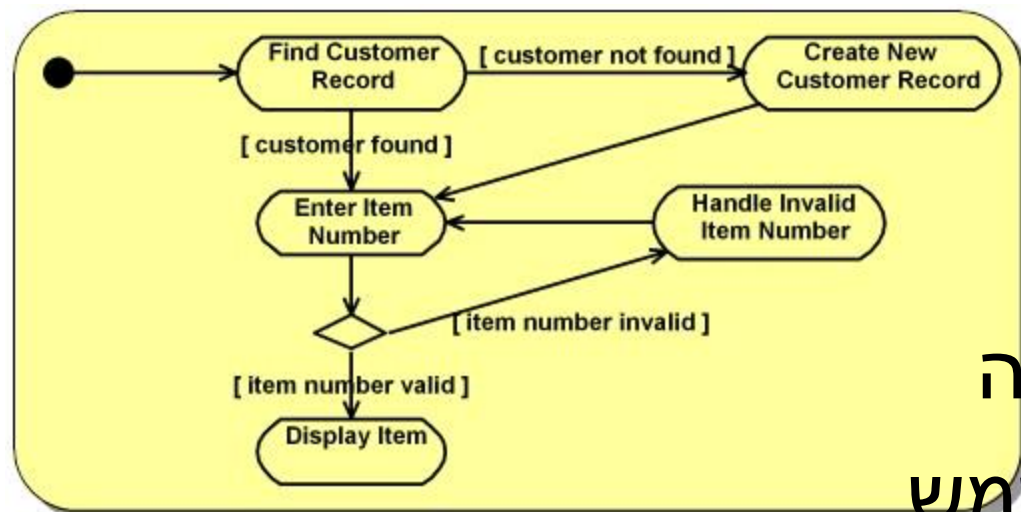 Find Customer
Record
[ customer not found ]
Create New
Customer Record
[ customer found ]
Enter Item
Number
Handle Invalid
Item Number
[ item number invalid ]
[ item number valid ]
Display Item